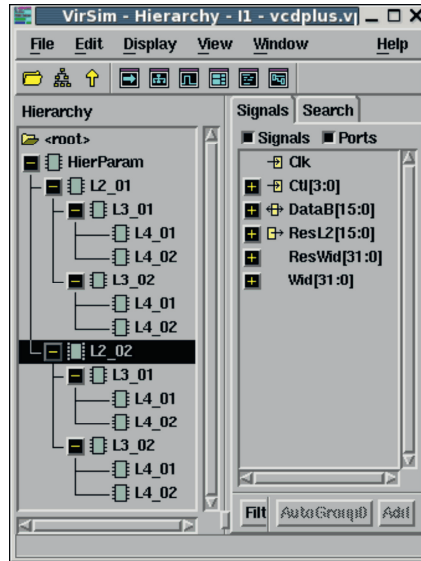 VirSim - Hierarchy - I1 - vcdplus.v
File Edit Display View Window Help
Hierarchy
<root>
HierParam
L2_01
L3_01
L4_01
L4_02
L3_02
L4_01
L4_02
L2_02
L3_01
L4_01
L4_02
L3_02
L4_01
L4_02
Signals Search
Signals Ports
Clk
Ctl[3:0]
DataB[15:0]
ResL2[15:0]
ResWid[31:0]
Wid[31:0]
Filt AutoGroup0 Add